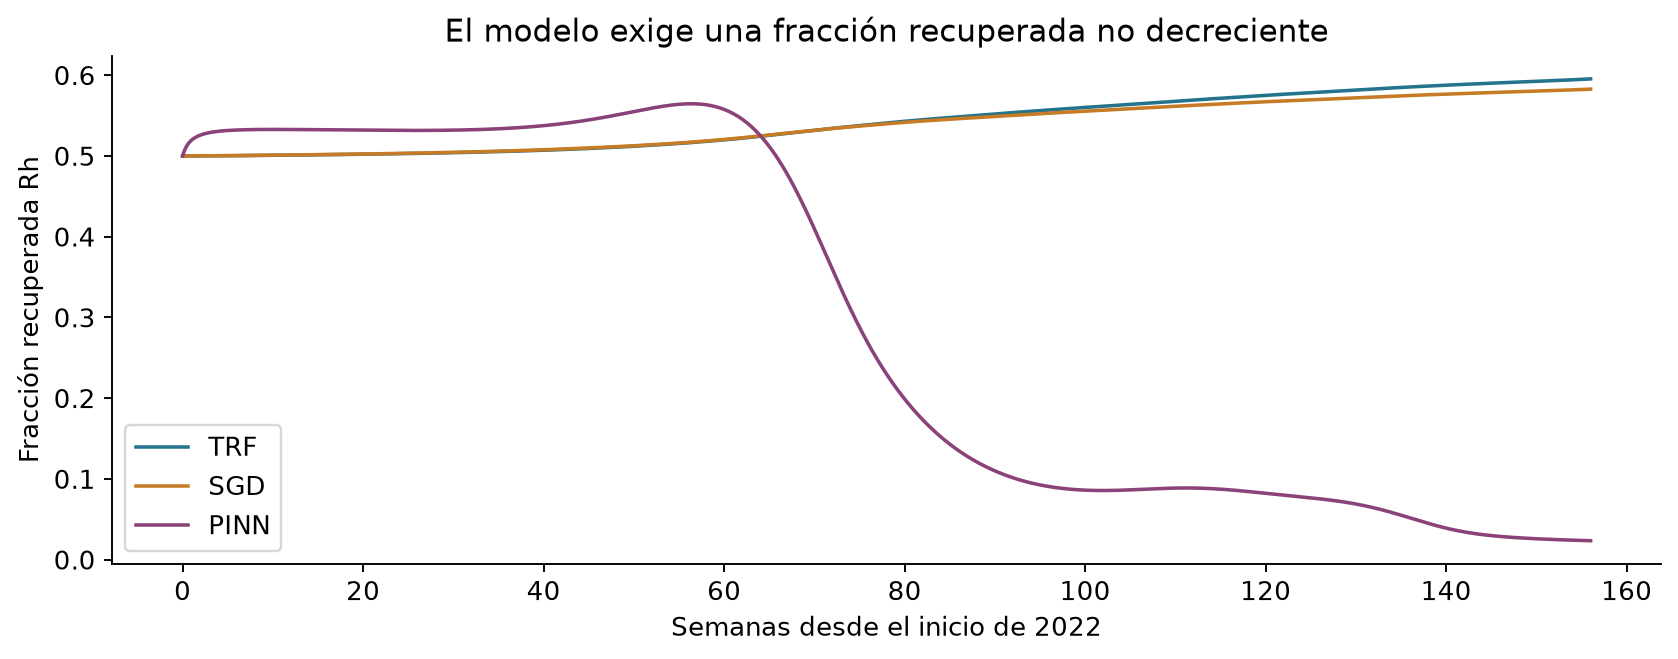 El modelo exige una fracción recuperada no decreciente
Fracción recuperada Rh
0.6
0.5
0.4
0.3
0.2
0.1
0.0
TRF
SGD
PINN
0 20 40 60 80 100 120 140 160
Semanas desde el inicio de 2022